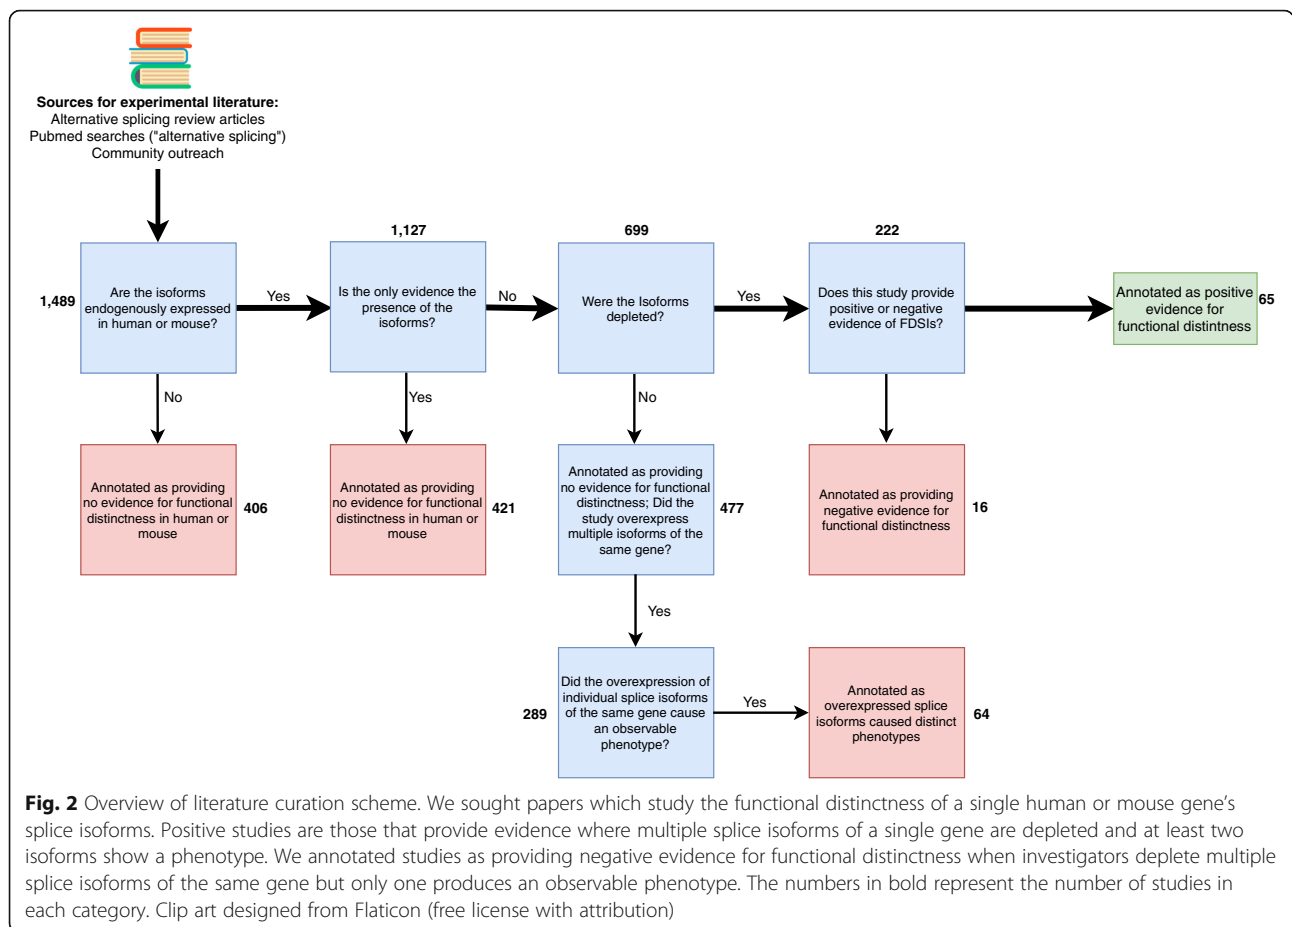 Sources for experimental literature:
Alternative splicing review articles
Pubmed searches ("alternative splicing")
Community outreach
1,489
Are the isoforms
endogenously expressed
in human or mouse?
Yes
1,127
Is the only evidence the
presence of the
isoforms?
No
699
Were the Isoforms
depleted?
Yes
222
Does this study provide
positive or negative
evidence of FDSIs?
Annotated as positive
evidence for
functional distintness
65
No
Yes
No
Annotated as providing
no evidence for functional
distinctness in human or
mouse
406
Annotated as providing
no evidence for functional
distinctness in human or
mouse
421
Annotated as providing
no evidence for functional
distinctness; Did the
study overexpress
multiple isoforms of the
same gene?
477
Annotated as providing
negative evidence for
functional distinctness
16
Yes
289
Did the overexpression of
individual splice isoforms
of the same gene cause
an observable
phenotype?
Yes
Annotated as
overexpressed splice
isoforms caused distinct
phenotypes
64
Fig. 2 Overview of literature curation scheme. We sought papers which study the functional distinctness of a single human or mouse gene's
splice isoforms. Positive studies are those that provide evidence where multiple splice isoforms of a single gene are depleted and at least two
isoforms show a phenotype. We annotated studies as providing negative evidence for functional distinctness when investigators deplete multiple
splice isoforms of the same gene but only one produces an observable phenotype. The numbers in bold represent the number of studies in
each category. Clip art designed from Flaticon (free license with attribution)